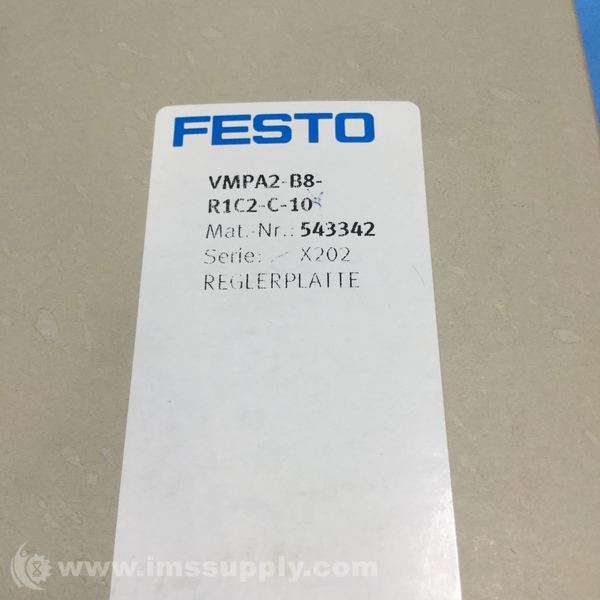 FESTO
VMPA2-B8-
R1C2-C-10
Mat.-Nr.: 543342
Serie: X202
REGLERPLATTE
www.imssupply.com